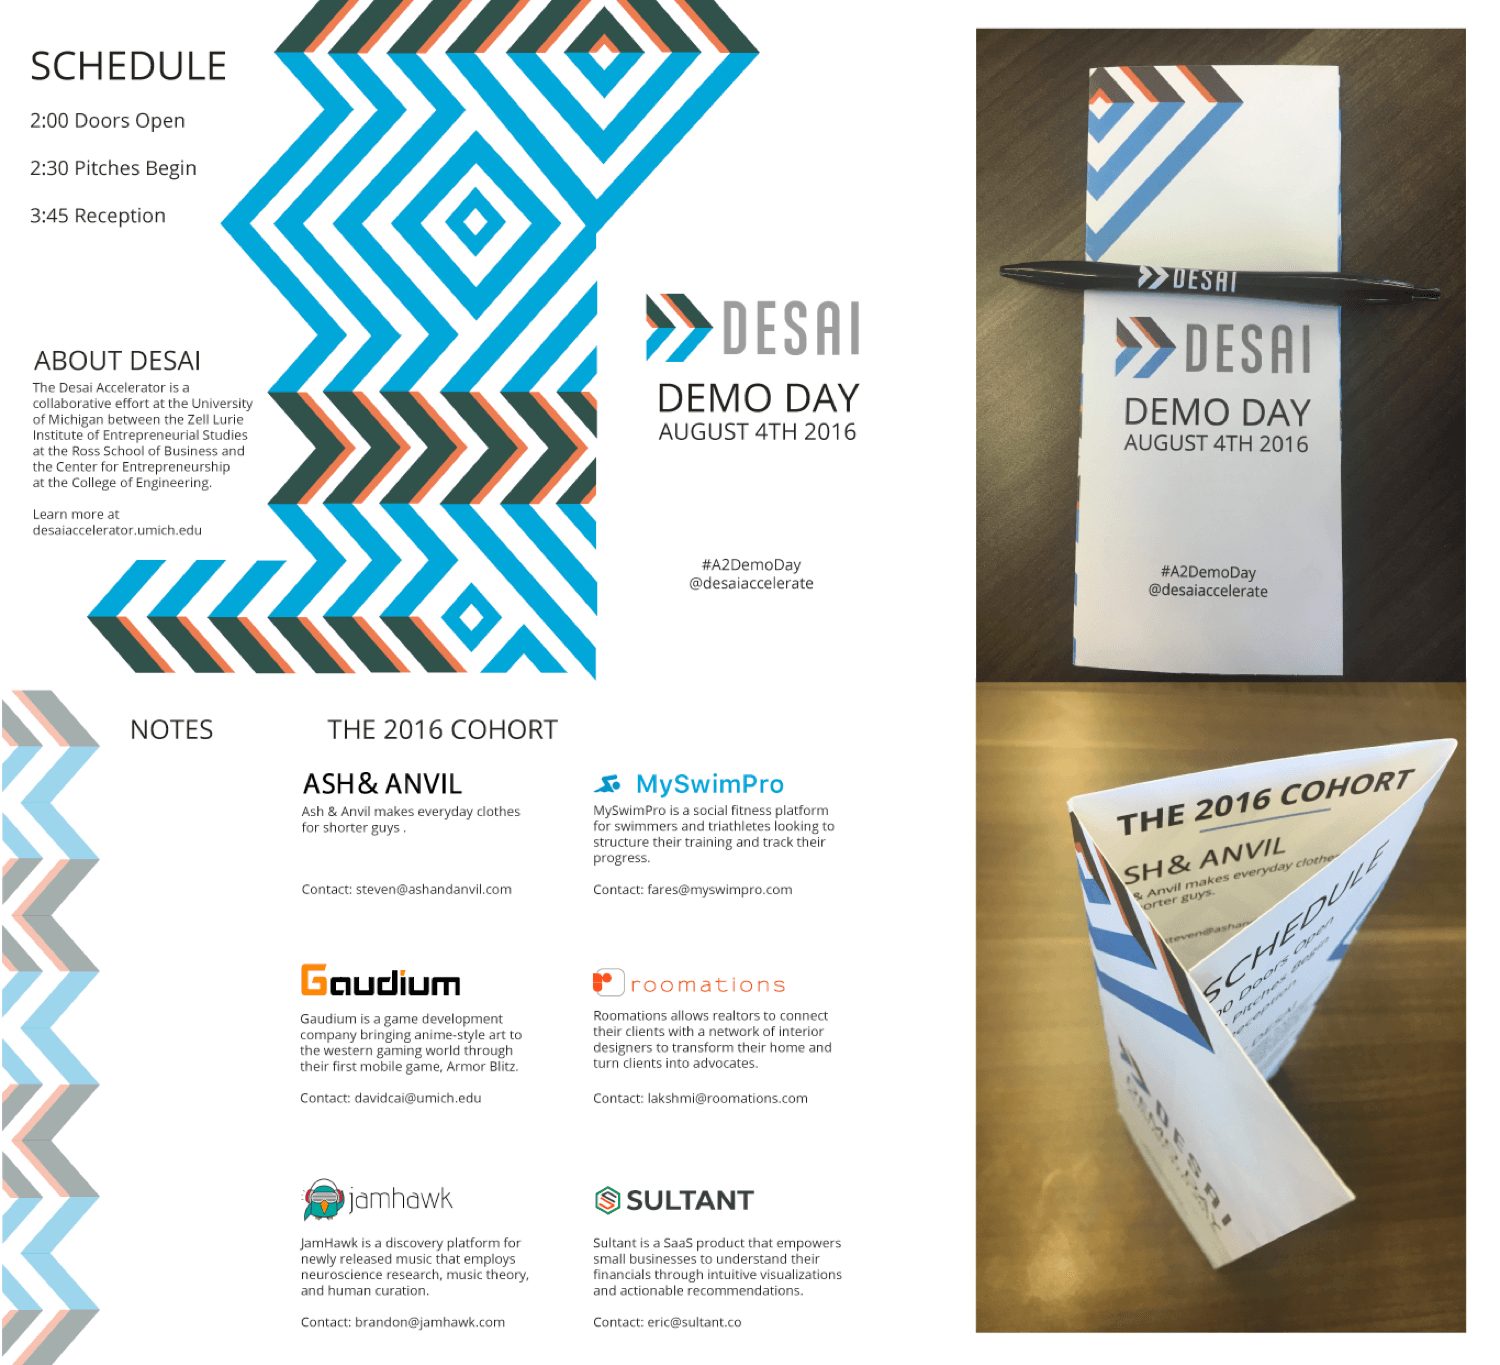 SCHEDULE
2:00 Doors Open
2:30 Pitches Begin
3:45 Reception
ABOUT DESAI
The Desai Accelerator is a
collaborative effort at the University
of Michigan between the Zell Lurie
Institute of Entrepreneurial Studies
at the Ross School of Business and
the Center for Entrepreneurship
at the College of Engineering.
Learn more at
desaiaccelerator.umich.edu
DESAI
DEMO DAY
AUGUST 4TH 2016
#A2DemoDay
@desaiaccelerate
NOTES
THE 2016 COHORT
ASH & ANVIL
Ash & Anvil makes everyday clothes
for shorter guys .
Contact: steven@ashandanvil.com
MySwimPro
MySwimPro is a social fitness platform
for swimmers and triathletes looking to
structure their training and track their
progress.
Contact: fares@myswimpro.com
Gaudium
Gaudium is a game development
company bringing anime-style art to
the western gaming world through
their first mobile game, Armor Blitz.
Contact: davidcai@umich.edu
roomations
Roomations allows realtors to connect
their clients with a network of interior
designers to transform their home and
turn clients into advocates.
Contact: lakshmi@roomations.com
jamhawk
JamHawk is a discovery platform for
newly released music that employs
neuroscience research, music theory,
and human curation.
Contact: brandon@jamhawk.com
SULTANT
Sultant is a SaaS product that empowers
small businesses to understand their
financials through intuitive visualizations
and actionable recommendations.
Contact: eric@sultant.co
DESAI
DESAI
DEMO DAY
AUGUST 4TH 2016
#A2DemoDay
@desaiaccelerate
THE 2016 COHORT
SH & ANVIL
& Anvil makes everyday clothe
orter guys.
steven@ashan
SCHEDULE
00 Doors Open
Pitches Begin
eception
DESAI